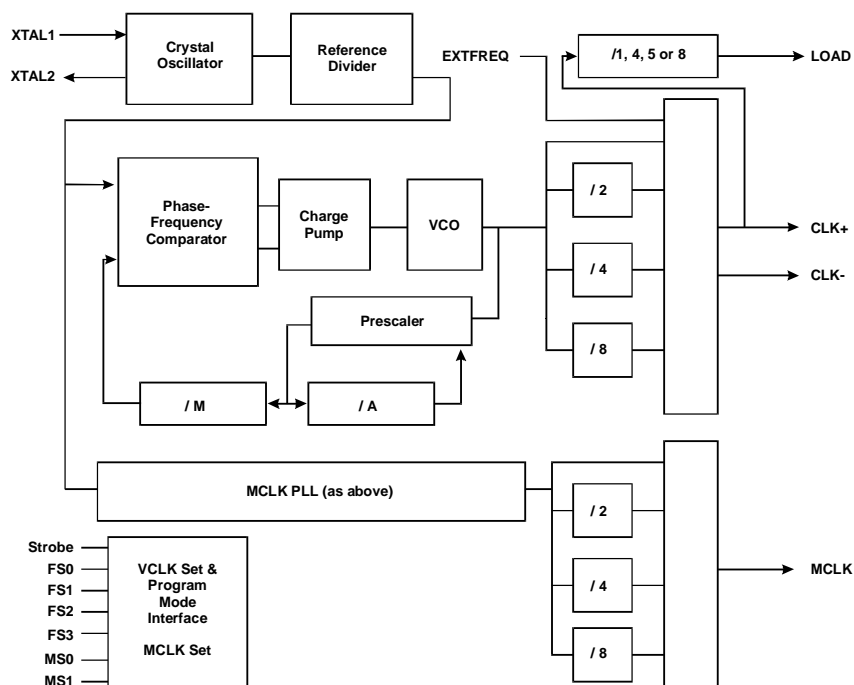 XTAL1
XTAL2
Crystal
Oscillator
Reference
Divider
EXTFREQ
/1, 4, 5 or 8
LOAD
Phase-
Frequency
Comparator
Charge
Pump
VCO
/ 2
/ 4
/ 8
CLK+
CLK-
Prescaler
/ M
/ A
MCLK PLL (as above)
/ 2
/ 4
/ 8
MCLK
Strobe
FS0
FS1
FS2
FS3
MS0
MS1
VCLK Set &
Program
Mode
Interface
MCLK Set